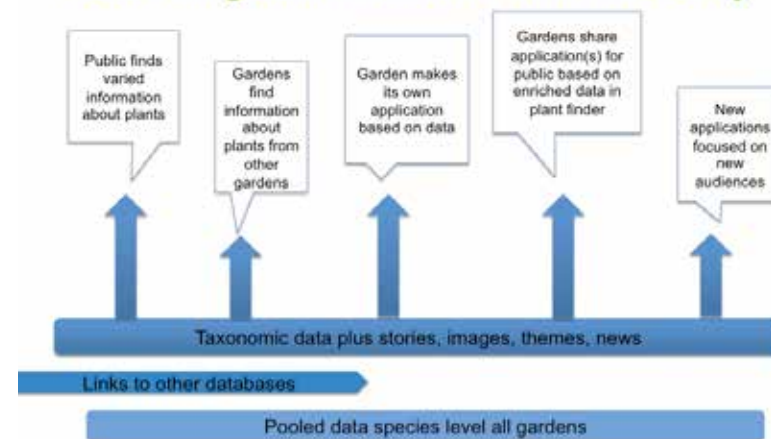 Public finds
varied
information
about plants
Gardens
find
information
about
plants from
other
gardens
Garden makes
its own
application
based on data
Gardens share
application(s) for
public based on
enriched data in
plant finder
New
applications
focused on
new
audiences
Taxonomic data plus stories, images, themes, news
Links to other databases
Pooled data species level all gardens